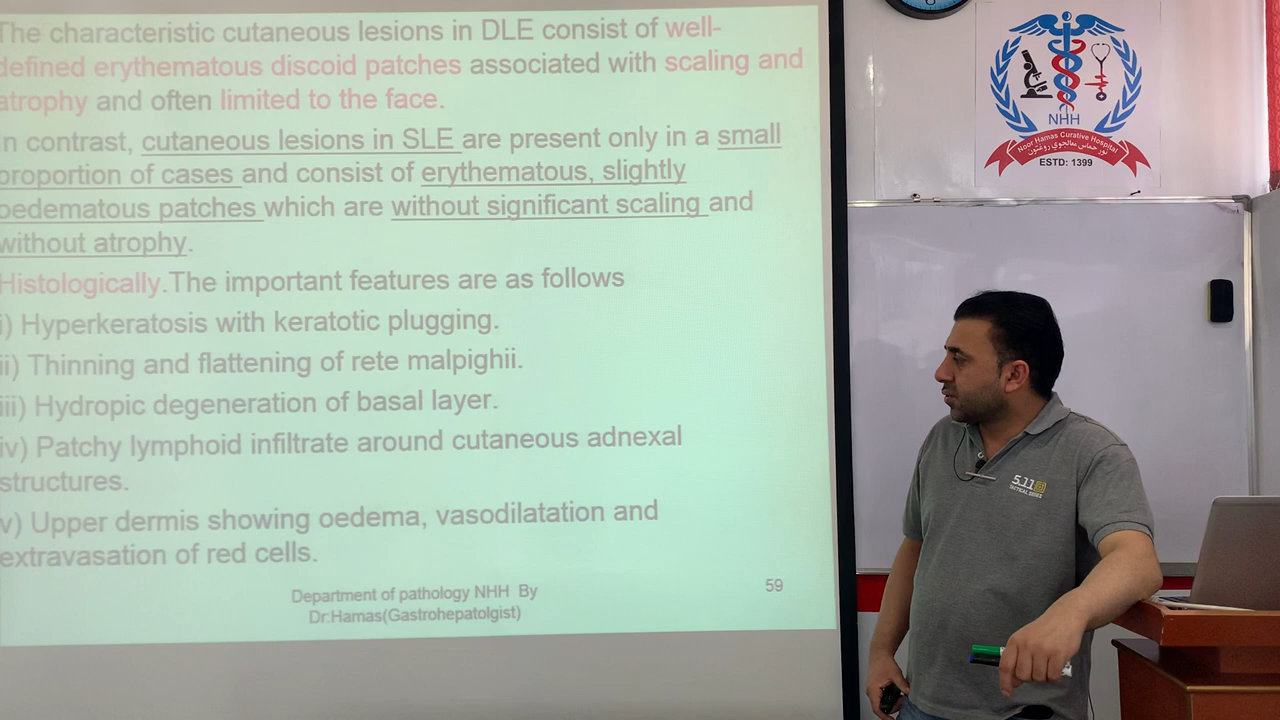 The characteristic cutaneous lesions in DLE consist of well-
defined erythematous discoid patches associated with scaling and
atrophy and often limited to the face.
In contrast, cutaneous lesions in SLE are present only in a small
proportion of cases and consist of erythematous, slightly
oedematous patches which are without significant scaling and
without atrophy.
Histologically.The important features are as follows
i) Hyperkeratosis with keratotic plugging.
ii) Thinning and flattening of rete malpighii.
iii) Hydropic degeneration of basal layer.
iv) Patchy lymphoid infiltrate around cutaneous adnexal
structures.
v) Upper dermis showing oedema, vasodilatation and
extravasation of red cells.
Department of pathology NHH By
Dr:Hamas(Gastrohepatolgist)
59
NHH
Noor Hamas Curative Hospital
نور حماس معالجوي روغتون
ESTD: 1399
5.11
TACTICAL SERIES